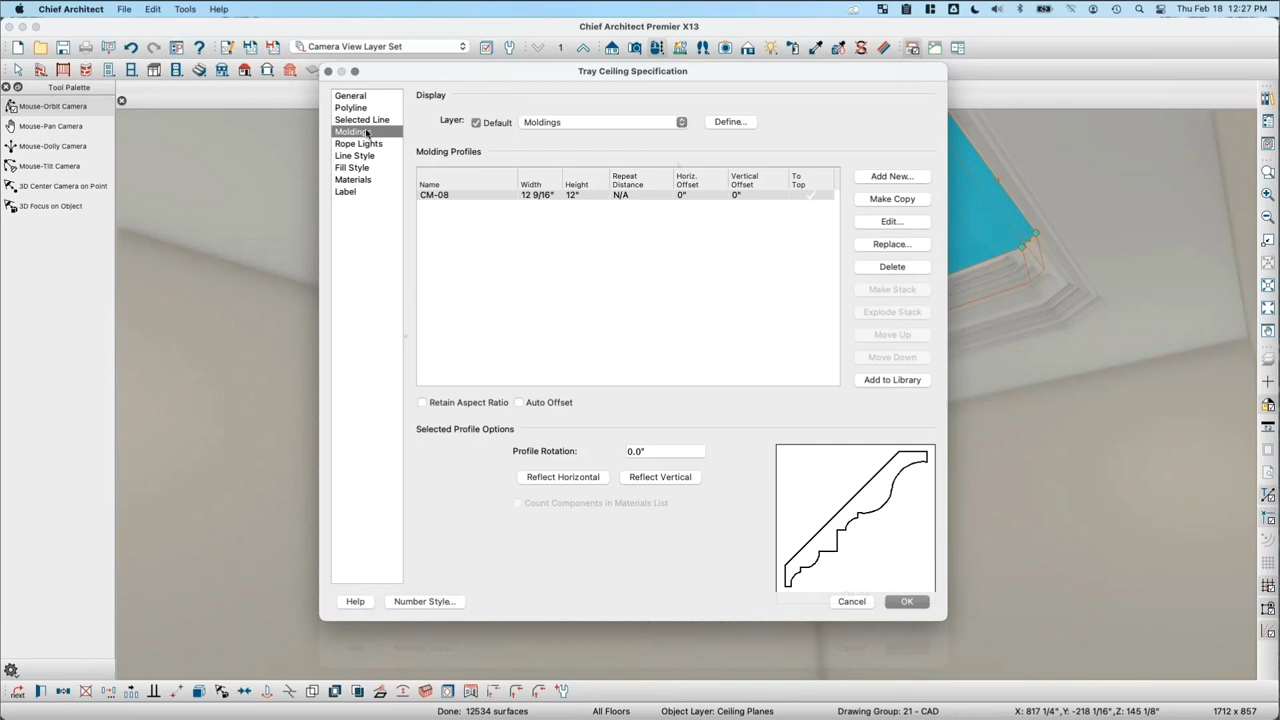 Chief Architect File Edit Tools Help Thu Feb 18 12:27 PM
Chief Architect Premier X13
Camera View Layer Set
1
Tool Palette
Tray Ceiling Specification
Mouse-Orbit Camera
Mouse-Pan Camera
Mouse-Dolly Camera
Mouse-Tilt Camera
3D Center Camera on Point
3D Focus on Object
General
Polyline
Selected Line
Moldings
Rope Lights
Line Style
Fill Style
Materials
Label
Display
Layer: Default Moldings Define...
Molding Profiles
Name Width Height Repeat Distance Horiz. Offset Vertical Offset To Top
CM-08 12 9/16" 12" N/A 0" 0"
Add New...
Make Copy
Edit...
Replace...
Delete
Make Stack
Explode Stack
Move Up
Move Down
Add to Library
Retain Aspect Ratio Auto Offset
Selected Profile Options
Profile Rotation: 0.0°
Reflect Horizontal Reflect Vertical
Count Components in Materials List
Help Number Style... Cancel OK
next
Done: 12534 surfaces All Floors Object Layer: Ceiling Planes Drawing Group: 21 - CAD X: 817 1/4", Y: -218 1/16", Z: 145 1/8" 1712 x 857